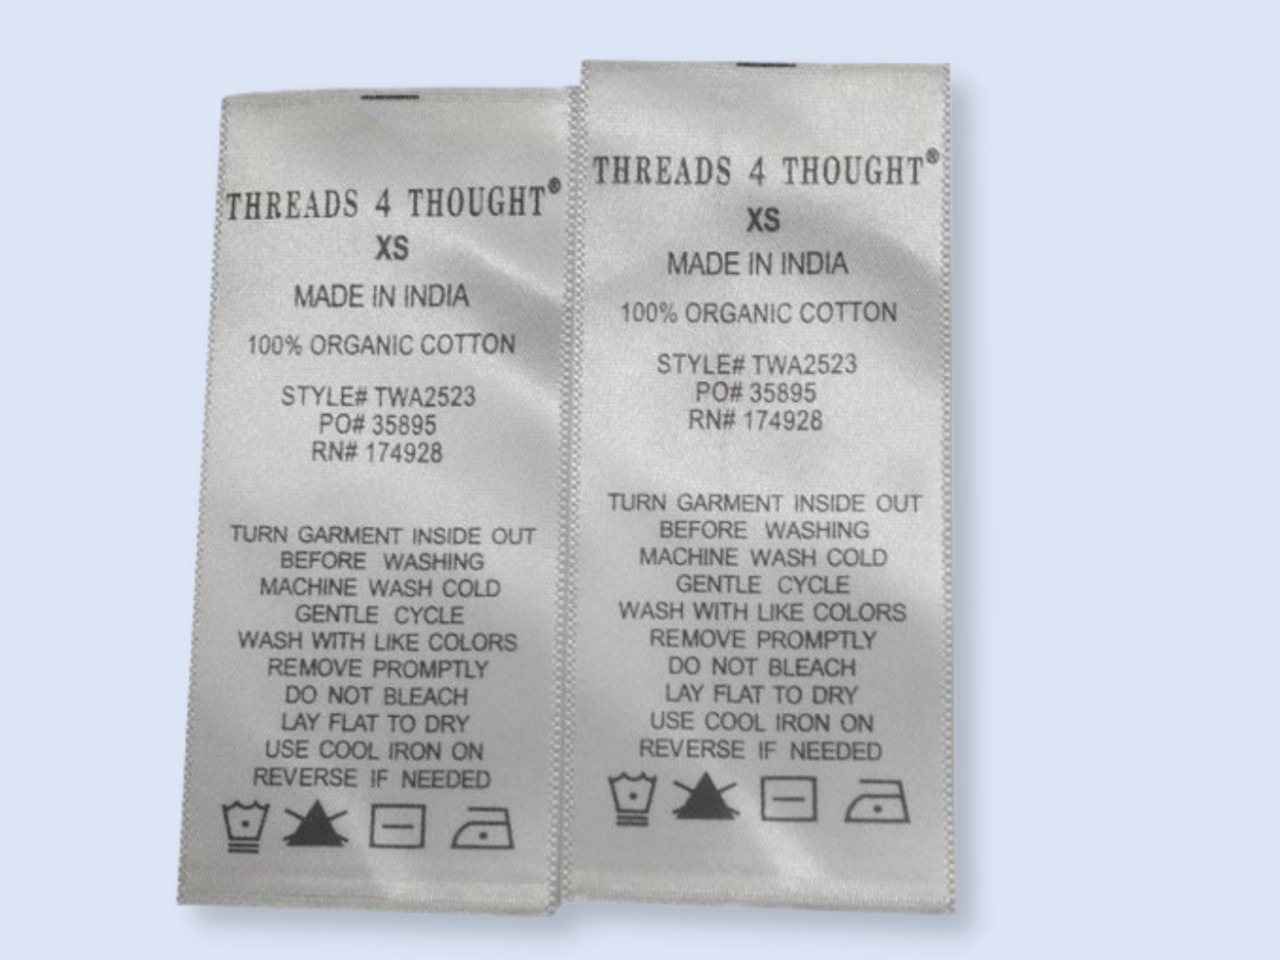 THREADS 4 THOUGHT®
XS
MADE IN INDIA
100% ORGANIC COTTON
STYLE# TWA2523
PO# 35895
RN# 174928
TURN GARMENT INSIDE OUT
BEFORE WASHING
MACHINE WASH COLD
GENTLE CYCLE
WASH WITH LIKE COLORS
REMOVE PROMPTLY
DO NOT BLEACH
LAY FLAT TO DRY
USE COOL IRON ON
REVERSE IF NEEDED
THREADS 4 THOUGHT®
XS
MADE IN INDIA
100% ORGANIC COTTON
STYLE# TWA2523
PO# 35895
RN# 174928
TURN GARMENT INSIDE OUT
BEFORE WASHING
MACHINE WASH COLD
GENTLE CYCLE
WASH WITH LIKE COLORS
REMOVE PROMPTLY
DO NOT BLEACH
LAY FLAT TO DRY
USE COOL IRON ON
REVERSE IF NEEDED